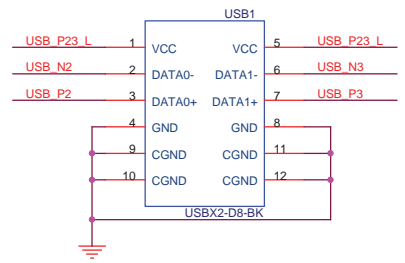 USB1
USB_P23_L 1 VCC VCC 5 USB_P23_L
USB_N2 2 DATA0- DATA1- 6 USB_N3
USB_P2 3 DATA0+ DATA1+ 7 USB_P3
4 GND GND 8
9 CGND CGND 11
10 CGND CGND 12
USBX2-D8-BK